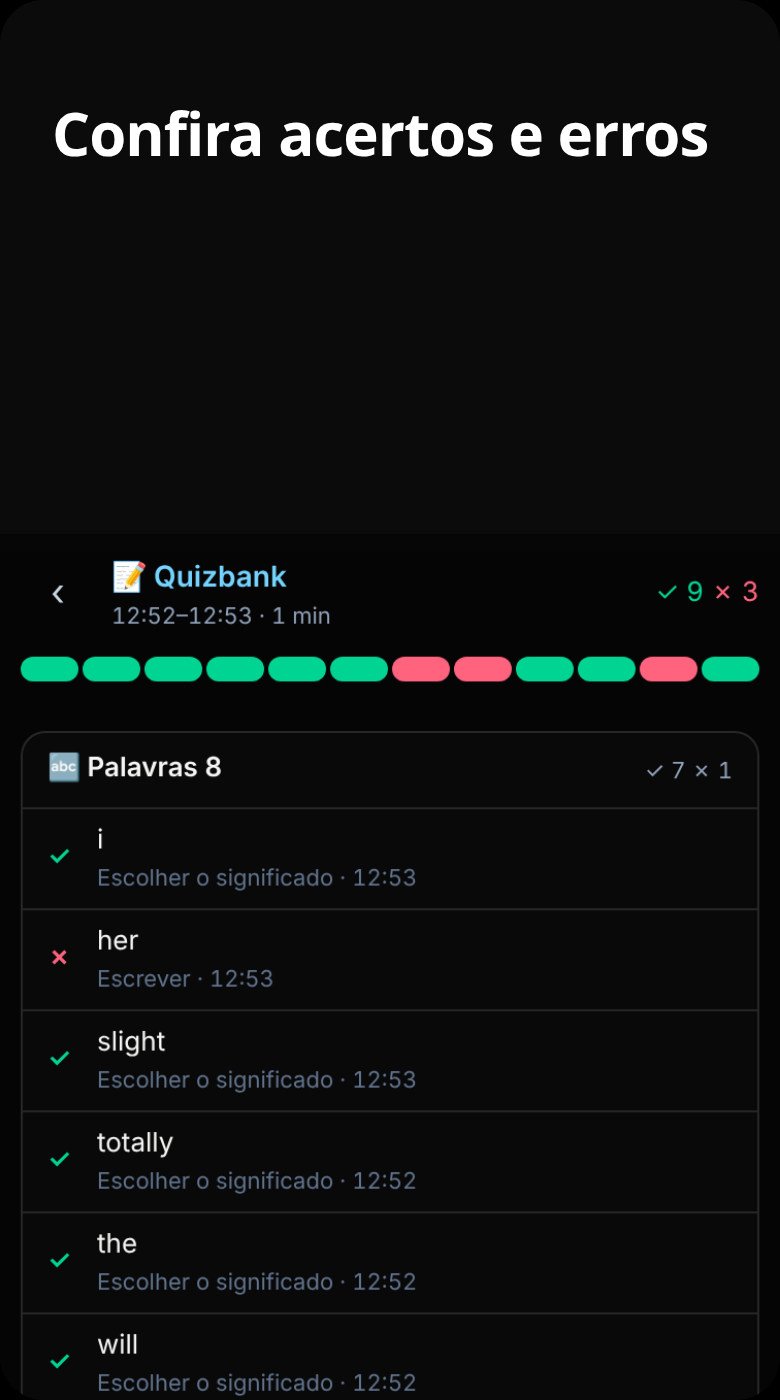 Confira acertos e erros
Quizbank
✓ 9 × 3
12:52–12:53 · 1 min
abc Palavras 8
✓ 7 × 1
i
Escolher o significado · 12:53
her
Escrever · 12:53
slight
Escolher o significado · 12:53
totally
Escolher o significado · 12:52
the
Escolher o significado · 12:52
will
Escolher o significado · 12:52